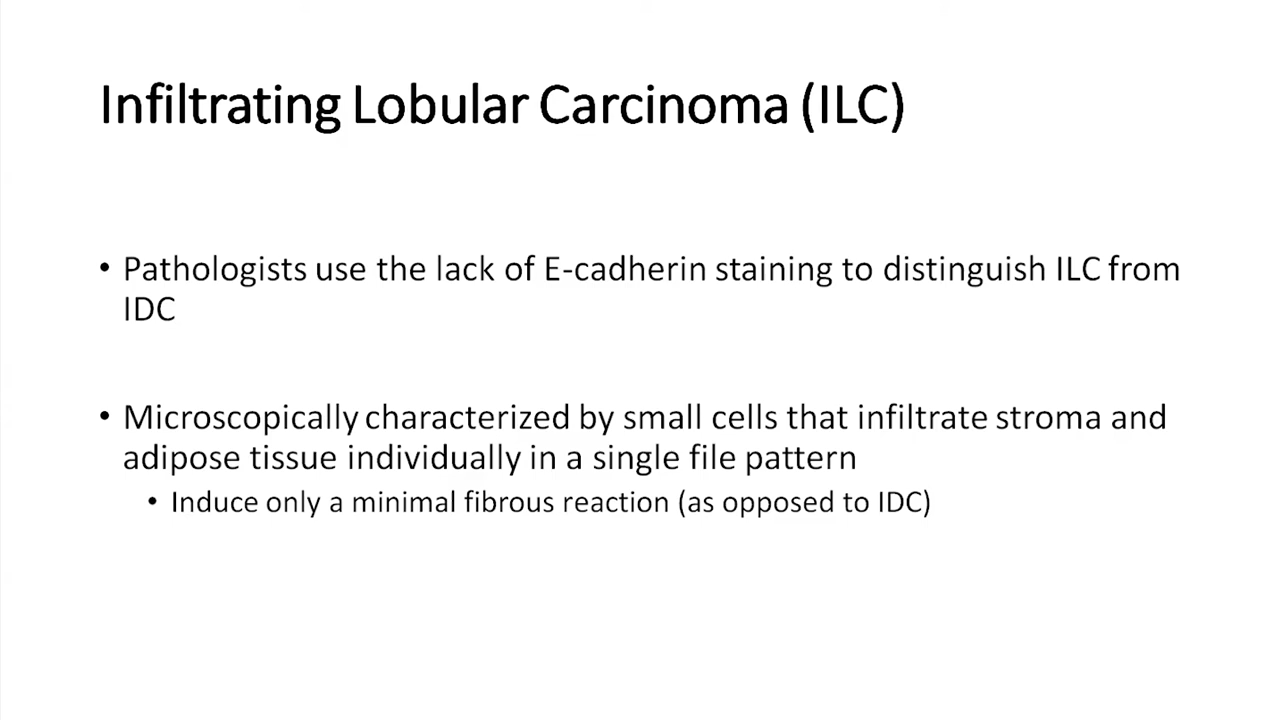 Infiltrating Lobular Carcinoma (ILC)
• Pathologists use the lack of E-cadherin staining to distinguish ILC from
IDC
• Microscopically characterized by small cells that infiltrate stroma and
adipose tissue individually in a single file pattern
• Induce only a minimal fibrous reaction (as opposed to IDC)